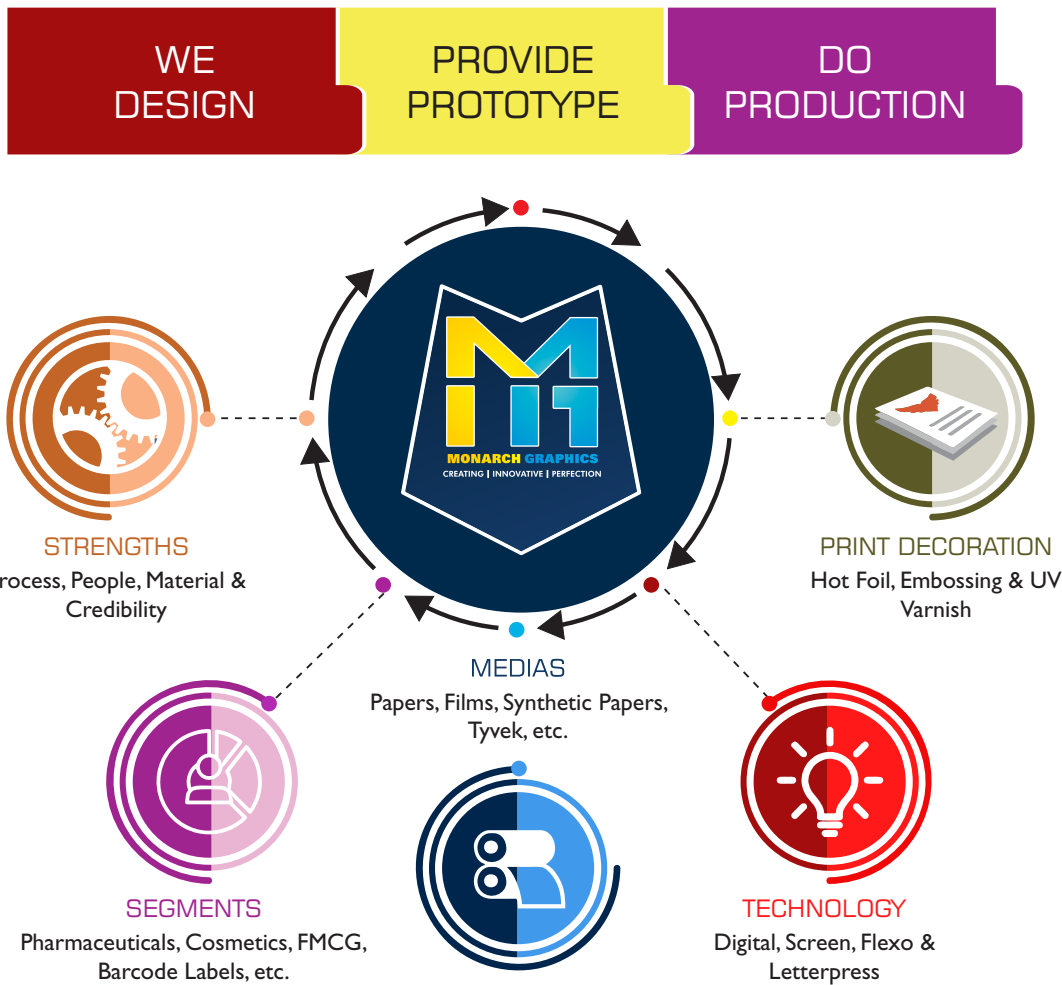 WE
DESIGN
PROVIDE
PROTOTYPE
DO
PRODUCTION
MONARCH GRAPHICS
CREATING | INNOVATIVE | PERFECTION
STRENGTHS
rocess, People, Material &
Credibility
PRINT DECORATION
Hot Foil, Embossing & UV
Varnish
MEDIAS
Papers, Films, Synthetic Papers,
Tyvek, etc.
SEGMENTS
Pharmaceuticals, Cosmetics, FMCG,
Barcode Labels, etc.
TECHNOLOGY
Digital, Screen, Flexo &
Letterpress